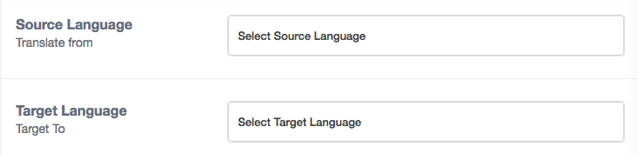 Source Language
Translate from
Select Source Language
Target Language
Target To
Select Target Language